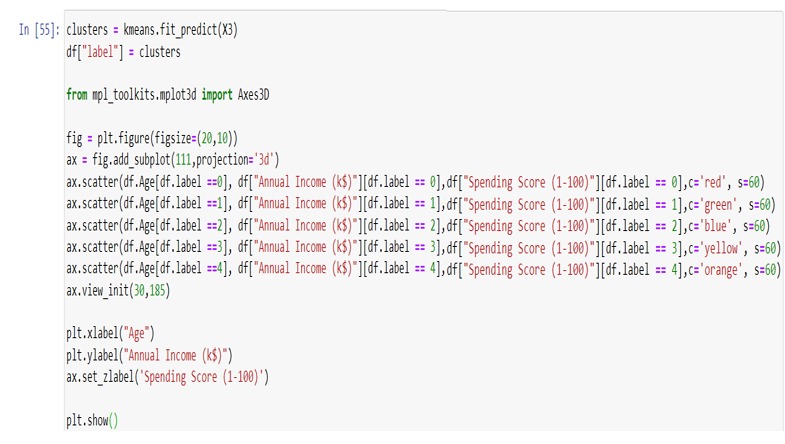 In [55]: clusters = kmeans.fit_predict(X3)
df["label"] = clusters
from mpl_toolkits.mplot3d import Axes3D
fig = plt.figure(figsize=(20,10))
ax = fig.add_subplot(111,projection='3d')
ax.scatter(df.Age[df.label ==0], df["Annual Income (k$)"][df.label == 0],df["Spending Score (1-100)"][df.label == 0],c='red', s=60)
ax.scatter(df.Age[df.label ==1], df["Annual Income (k$)"][df.label == 1],df["Spending Score (1-100)"][df.label == 1],c='green', s=60)
ax.scatter(df.Age[df.label ==2], df["Annual Income (k$)"][df.label == 2],df["Spending Score (1-100)"][df.label == 2],c='blue', s=60)
ax.scatter(df.Age[df.label ==3], df["Annual Income (k$)"][df.label == 3],df["Spending Score (1-100)"][df.label == 3],c='yellow', s=60)
ax.scatter(df.Age[df.label ==4], df["Annual Income (k$)"][df.label == 4],df["Spending Score (1-100)"][df.label == 4],c='orange', s=60)
ax.view_init(30,185)
plt.xlabel("Age")
plt.ylabel("Annual Income (k$)")
ax.set_zlabel('Spending Score (1-100)')
plt.show()